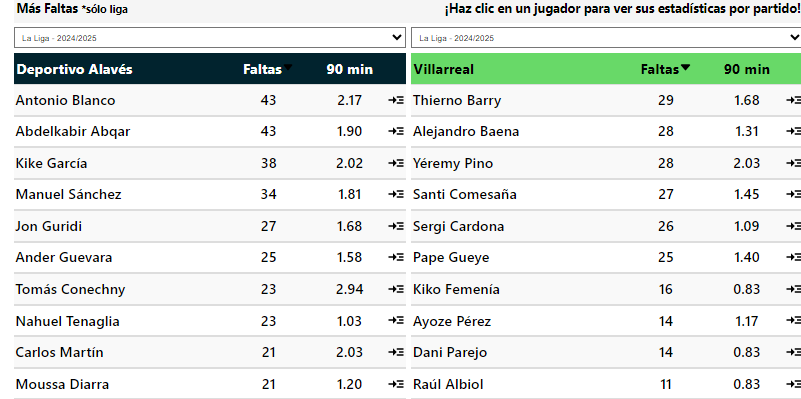 Más Faltas *sólo liga ¡Haz clic en un jugador para ver sus estadísticas por partido!
La Liga - 2024/2025 La Liga - 2024/2025
Deportivo Alavés Faltas 90 min Villarreal Faltas 90 min
Antonio Blanco 43 2.17 Thierno Barry 29 1.68
Abdelkabir Abqar 43 1.90 Alejandro Baena 28 1.31
Kike García 38 2.02 Yéremy Pino 28 2.03
Manuel Sánchez 34 1.81 Santi Comesaña 27 1.45
Jon Guridi 27 1.68 Sergi Cardona 26 1.09
Ander Guevara 25 1.58 Pape Gueye 25 1.40
Tomás Conechny 23 2.94 Kiko Femenía 16 0.83
Nahuel Tenaglia 23 1.03 Ayoze Pérez 14 1.17
Carlos Martín 21 2.03 Dani Parejo 14 0.83
Moussa Diarra 21 1.20 Raúl Albiol 11 0.83